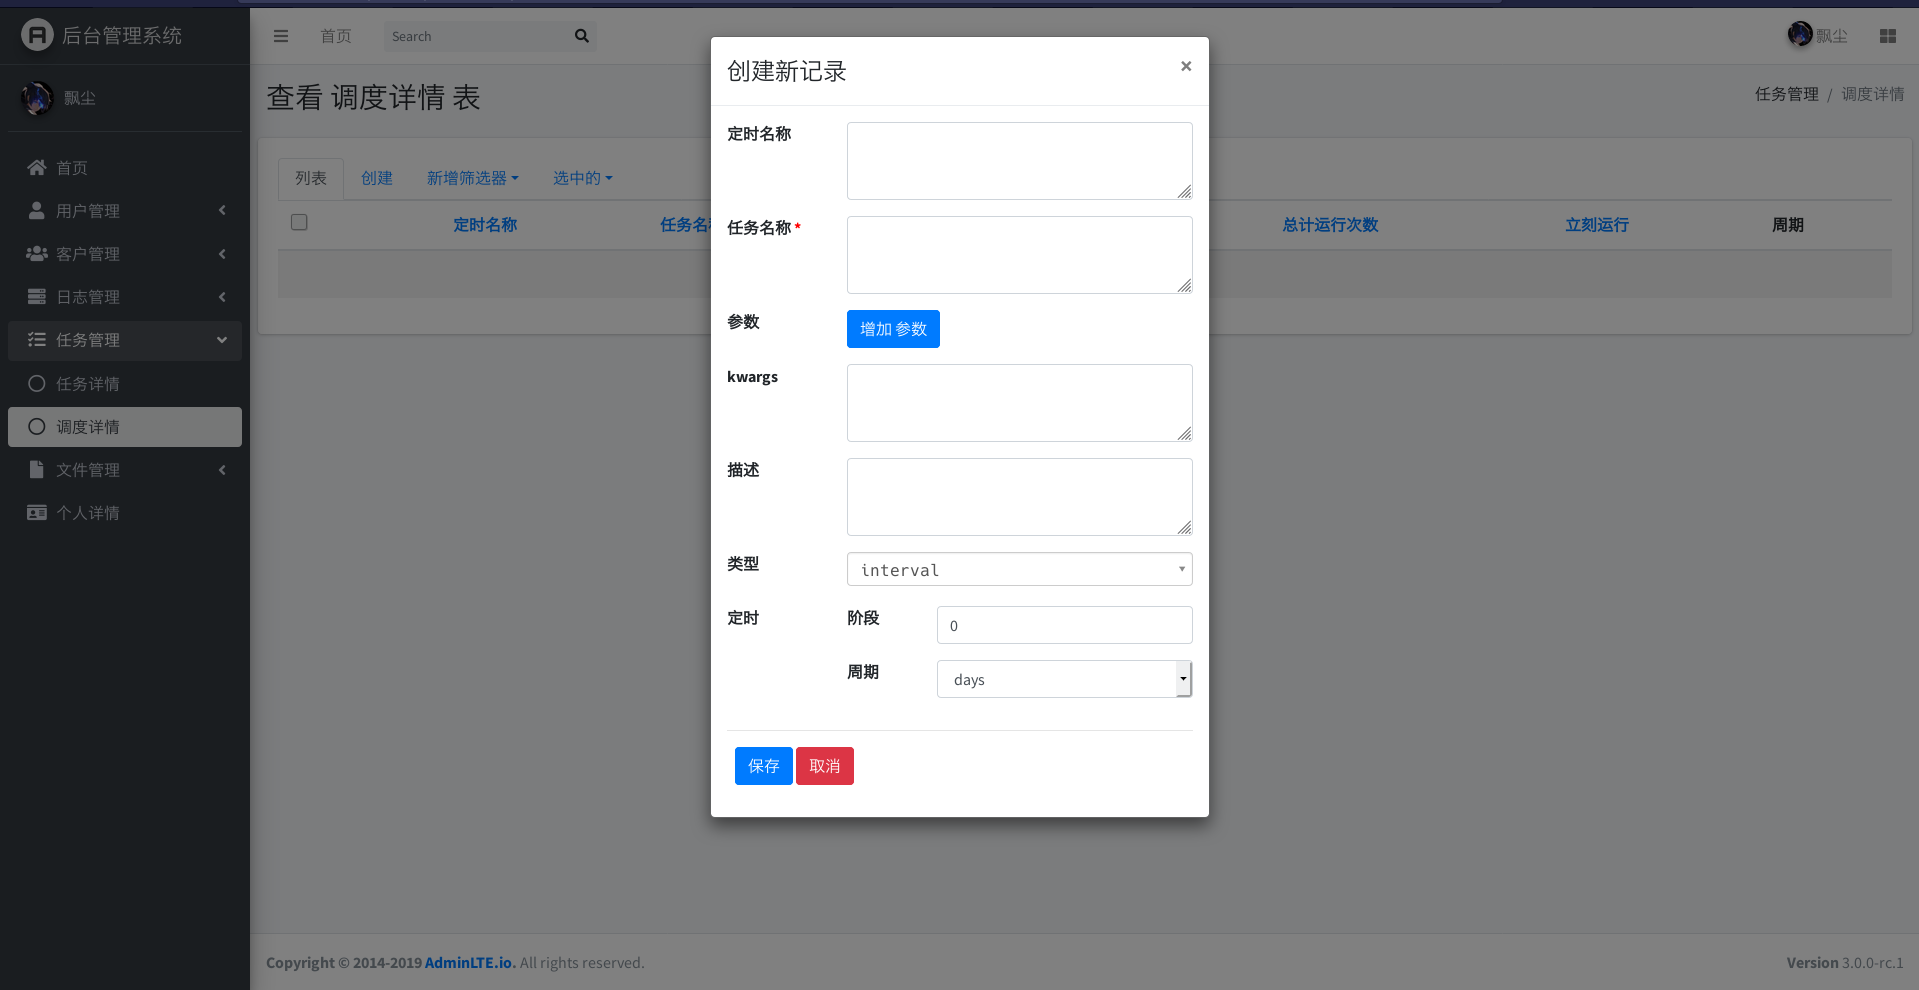 后台管理系统
首页
Search
飘尘
飘尘
首页
用户管理
客户管理
日志管理
任务管理
任务详情
调度详情
文件管理
个人详情
查看 调度详情 表
任务管理 / 调度详情
列表 创建 新增筛选器 选中的
定时名称 任务名 总计运行次数 立刻运行 周期
创建新记录 ×
定时名称
任务名称 *
参数 增加 参数
kwargs
描述
类型 interval
定时 阶段 0
周期 days
保存 取消
Copyright © 2014-2019 AdminLTE.io. All rights reserved.
Version 3.0.0-rc.1